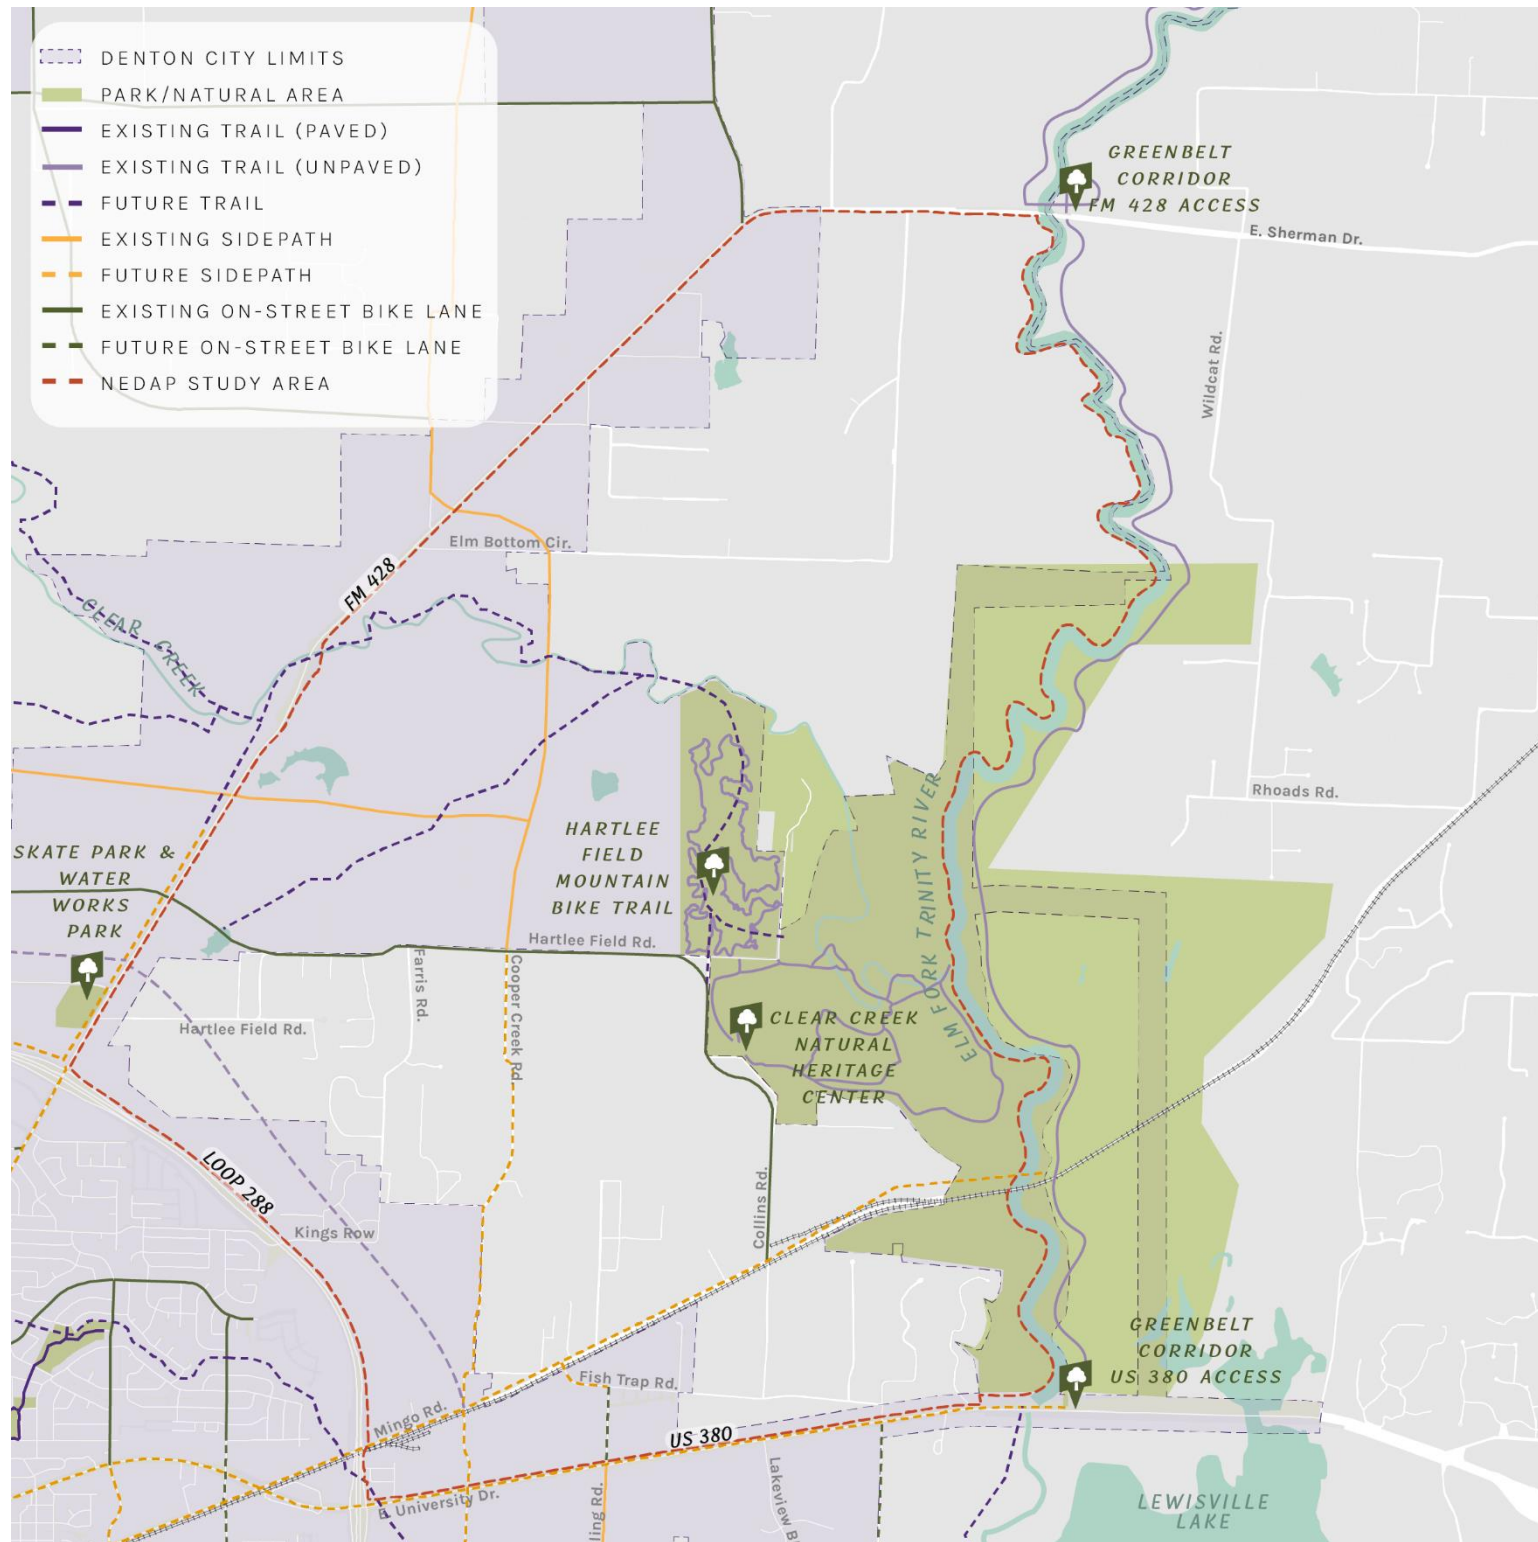 DENTON CITY LIMITS
PARK/NATURAL AREA
EXISTING TRAIL (PAVED)
EXISTING TRAIL (UNPAVED)
FUTURE TRAIL
EXISTING SIDEPATH
FUTURE SIDEPATH
EXISTING ON-STREET BIKE LANE
FUTURE ON-STREET BIKE LANE
NEDAP STUDY AREA
GREENBELT
CORRIDOR
FM 428 ACCESS
E. Sherman Dr.
Wildcat Rd.
Elm Bottom Cir.
FM 428
CLEAR CREEK
Rhoads Rd.
ELM FORK TRINITY RIVER
HARTLEE
FIELD
MOUNTAIN
BIKE TRAIL
SKATE PARK &
WATER
WORKS
PARK
Hartlee Field Rd.
Farris Rd.
Cooper Creek Rd.
Hartlee Field Rd.
CLEAR CREEK
NATURAL
HERITAGE
CENTER
LOOP 288
Kings Row
Collins Rd.
GREENBELT
CORRIDOR
US 380 ACCESS
Fish Trap Rd.
Mingo Rd.
US 380
E. University Dr.
ling Rd.
Lakeview B
LEWISVILLE
LAKE